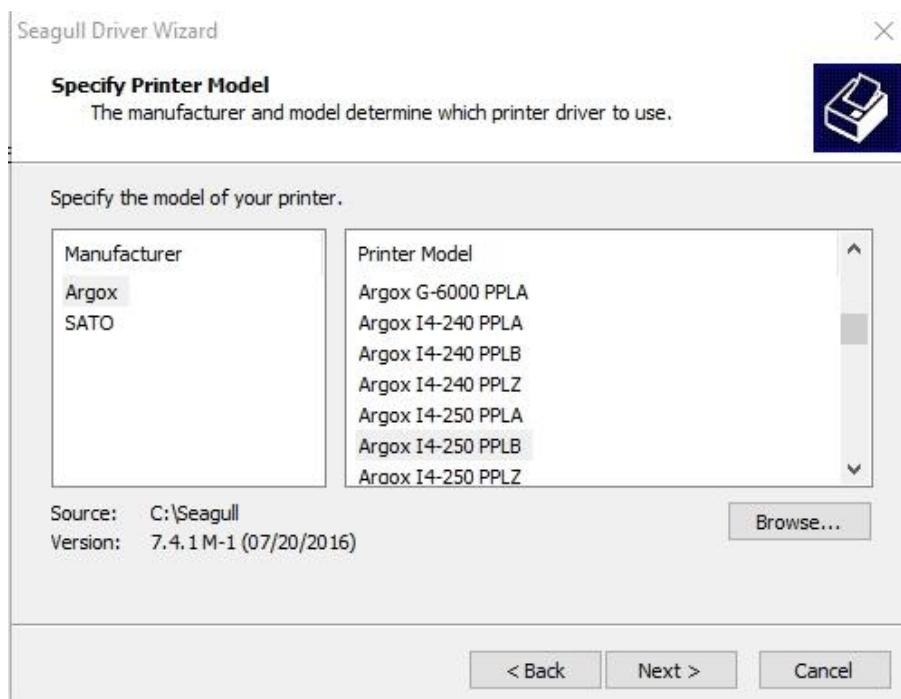 Seagull Driver Wizard
Specify Printer Model
The manufacturer and model determine which printer driver to use.
Specify the model of your printer.
Manufacturer
Argox
SATO
Printer Model
Argox G-6000 PPLA
Argox I4-240 PPLA
Argox I4-240 PPLB
Argox I4-240 PPLZ
Argox I4-250 PPLA
Argox I4-250 PPLB
Argox I4-250 PPLZ
Source: C:\Seagull
Version: 7.4.1 M-1 (07/20/2016)
Browse...
< Back
Next >
Cancel